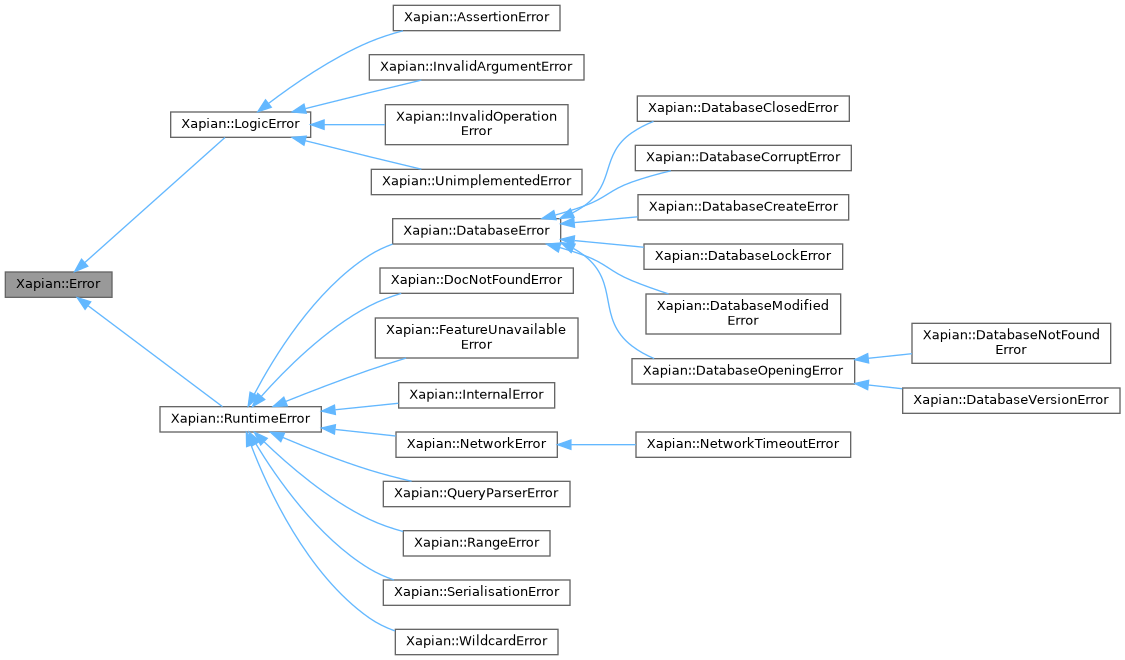 Xapian::AssertionError
Xapian::InvalidArgumentError
Xapian::LogicError
Xapian::InvalidOperation
Error
Xapian::UnimplementedError
Xapian::Error
Xapian::DatabaseError
Xapian::DatabaseClosedError
Xapian::DatabaseCorruptError
Xapian::DatabaseCreateError
Xapian::DatabaseLockError
Xapian::DatabaseModified
Error
Xapian::DatabaseOpeningError
Xapian::DatabaseNotFound
Error
Xapian::DatabaseVersionError
Xapian::DocNotFoundError
Xapian::FeatureUnavailable
Error
Xapian::InternalError
Xapian::RuntimeError
Xapian::NetworkError
Xapian::NetworkTimeoutError
Xapian::QueryParserError
Xapian::RangeError
Xapian::SerialisationError
Xapian::WildcardError